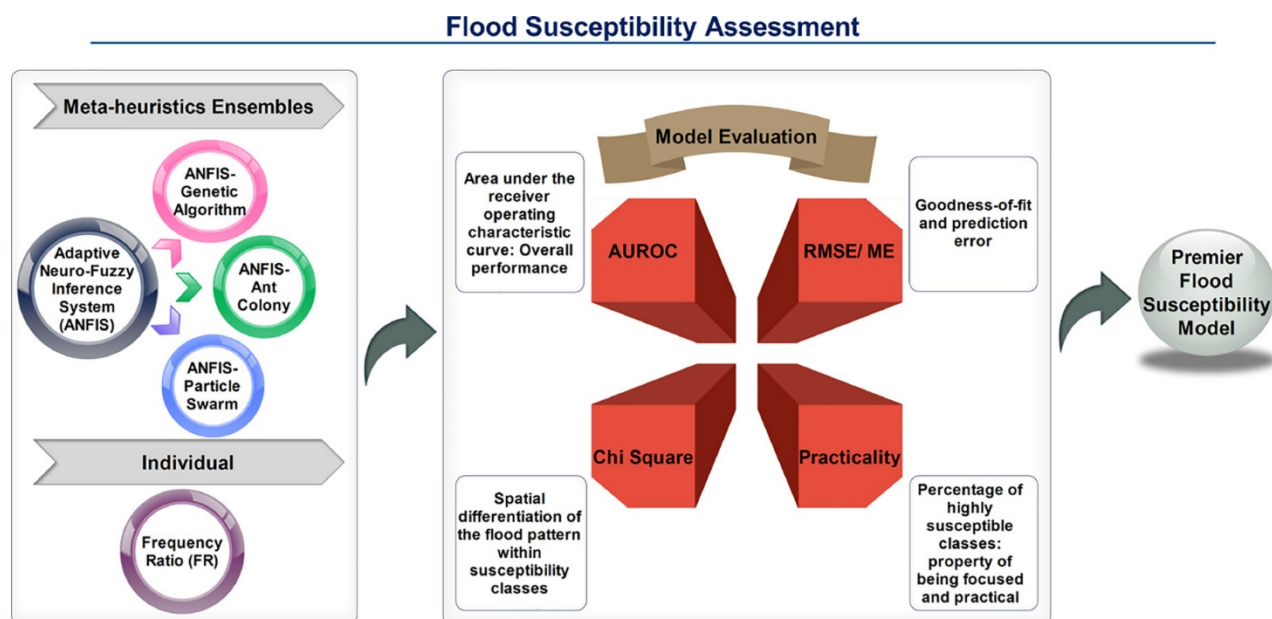 Flood Susceptibility Assessment
Meta-heuristics Ensembles
ANFIS-
Genetic
Algorithm
Adaptive
Neuro-Fuzzy
Inference
System
(ANFIS)
ANFIS-
Ant
Colony
ANFIS-
Particle
Swarm
Individual
Frequency
Ratio (FR)
Model Evaluation
Area under the
receiver
operating
characteristic
curve: Overall
performance
AUROC
RMSE/ ME
Goodness-of-fit
and prediction
error
Chi Square
Practicality
Spatial
differentiation of
the flood pattern
within
susceptibility
classes
Percentage of
highly
susceptible
classes:
property of
being focused
and practical
Premier
Flood
Susceptibility
Model